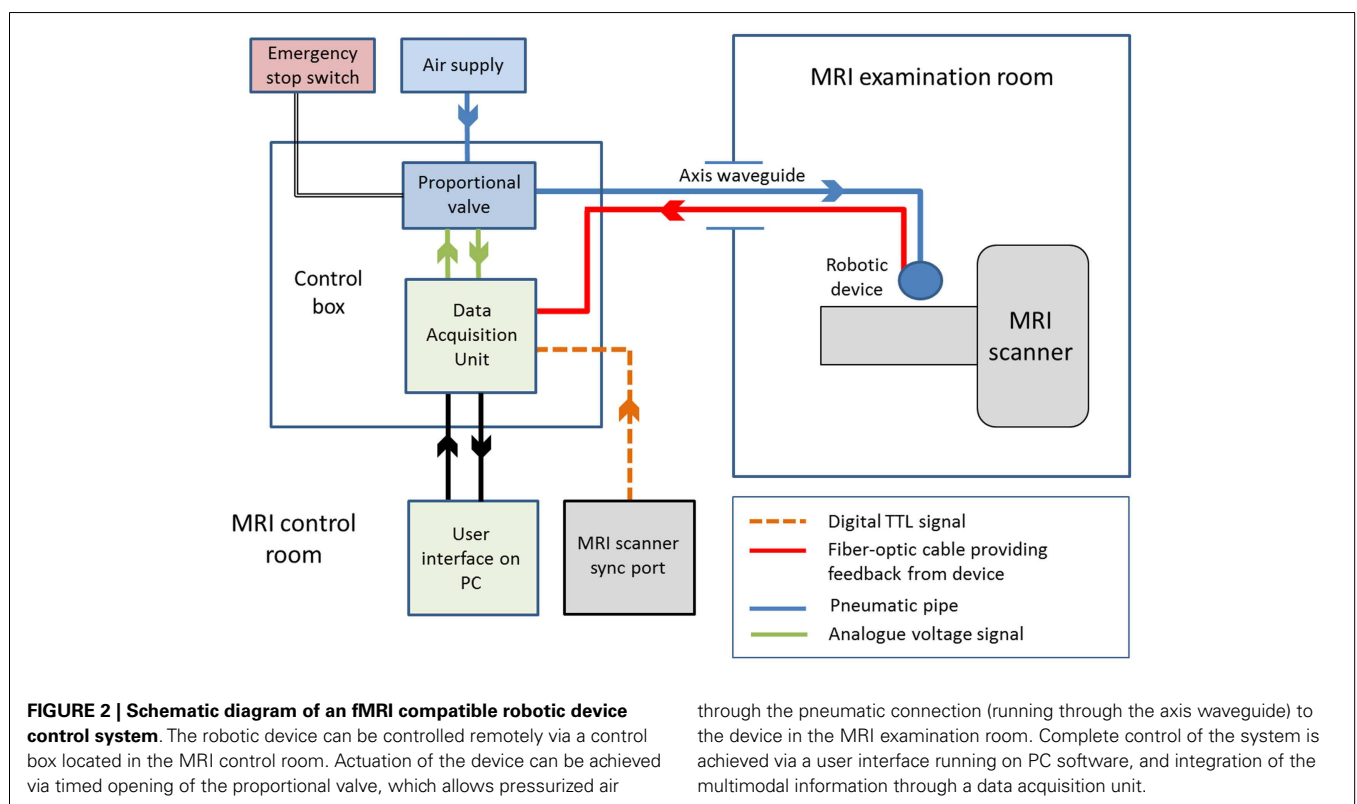 Emergency
stop switch
Air supply
MRI examination room
Proportional
valve
Axis waveguide
Control
box
Data
Acquisition
Unit
Robotic
device
MRI
scanner
MRI control
room
User
interface on
PC
MRI scanner
sync port
Digital TTL signal
Fiber-optic cable providing
feedback from device
Pneumatic pipe
Analogue voltage signal
FIGURE 2 | Schematic diagram of an fMRI compatible robotic device
control system. The robotic device can be controlled remotely via a control
box located in the MRI control room. Actuation of the device can be achieved
via timed opening of the proportional valve, which allows pressurized air
through the pneumatic connection (running through the axis waveguide) to
the device in the MRI examination room. Complete control of the system is
achieved via a user interface running on PC software, and integration of the
multimodal information through a data acquisition unit.